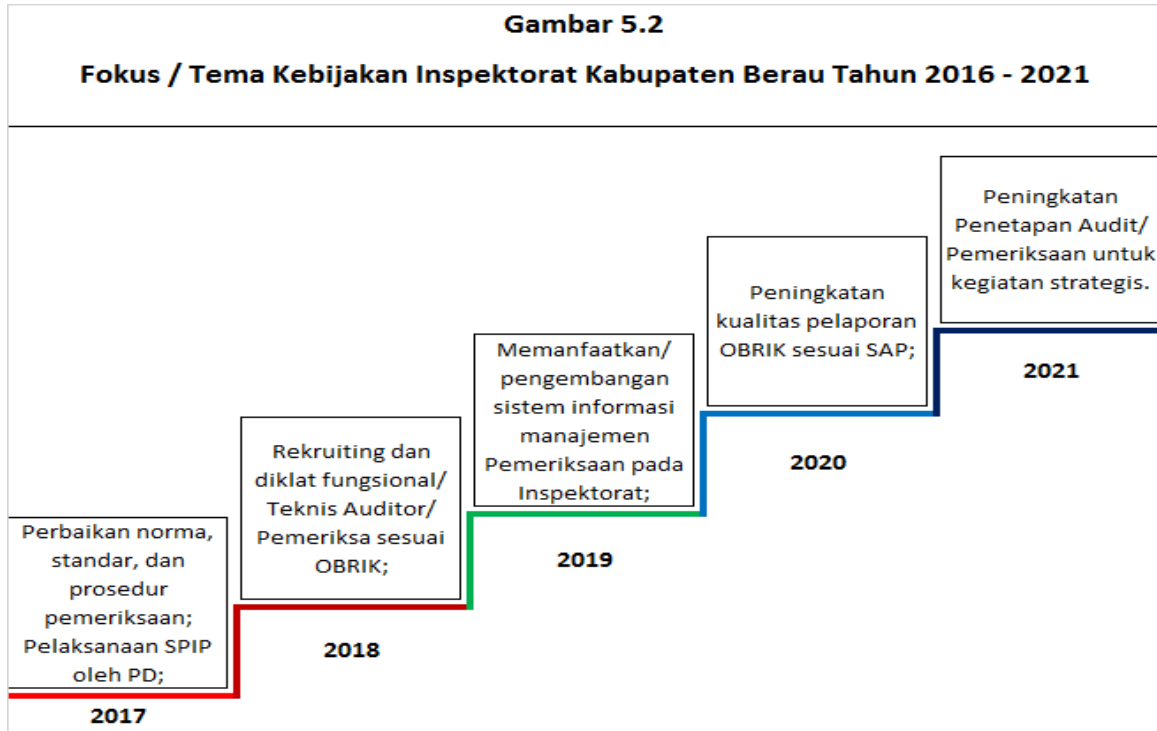 Gambar 5.2
Fokus / Tema Kebijakan Inspektorat Kabupaten Berau Tahun 2016 - 2021
Perbaikan norma,
standar, dan
prosedur
pemeriksaan;
Pelaksanaan SPIP
oleh PD;
2017
Rekruiting dan
diklat fungsional/
Teknis Auditor/
Pemeriksa sesuai
OBRIK;
2018
Memanfaatkan/
pengembangan
sistem informasi
manajemen
Pemeriksaan pada
Inspektorat;
2019
Peningkatan
kualitas pelaporan
OBRIK sesuai SAP;
2020
Peningkatan
Penetapan Audit/
Pemeriksaan untuk
kegiatan strategis.
2021